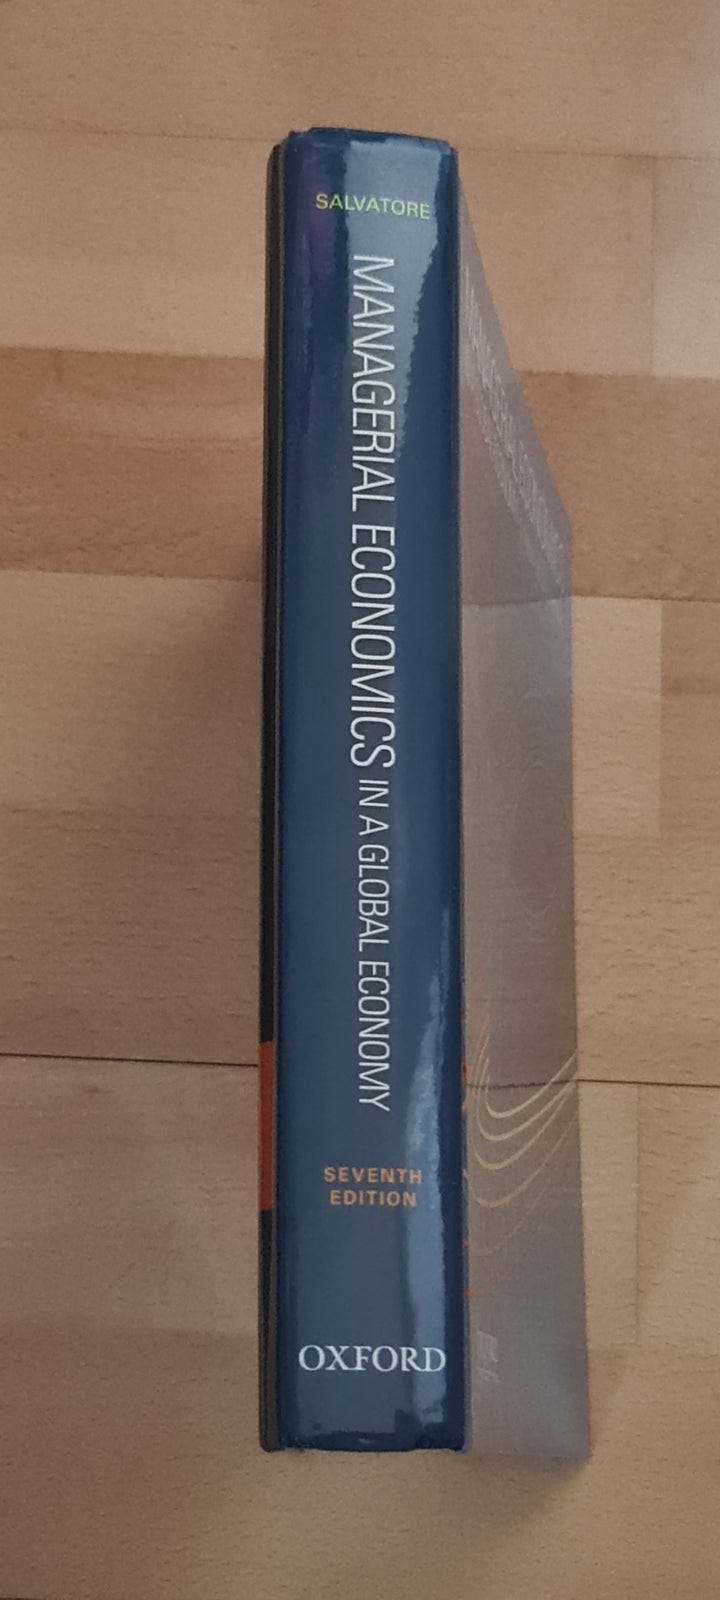 SALVATORE
MANAGERIAL ECONOMICS IN A GLOBAL ECONOMY
SEVENTH
EDITION
OXFORD